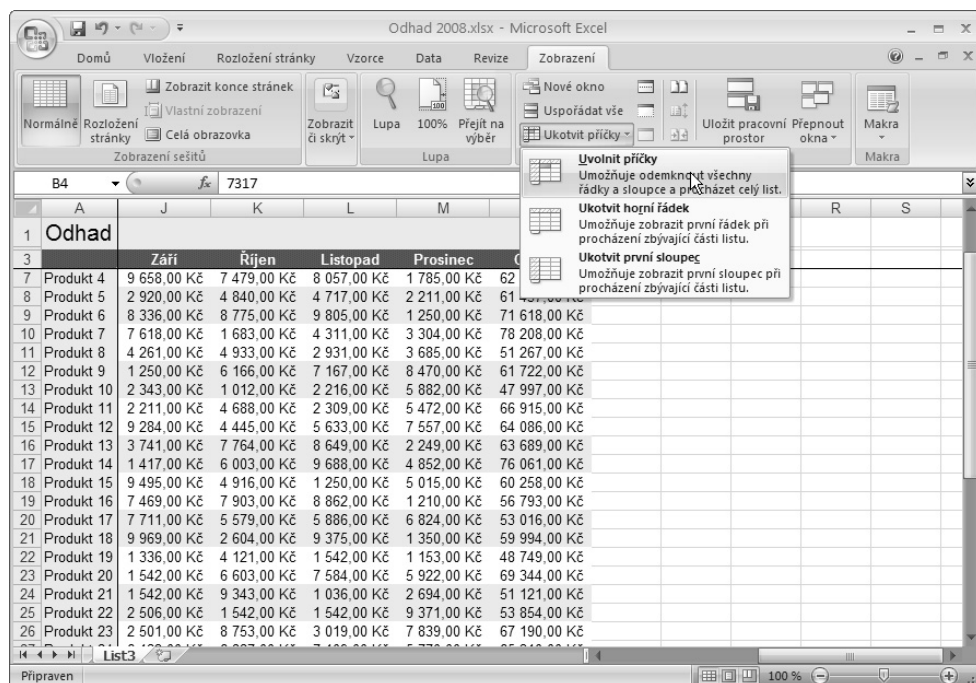 Odhad 2008.xlsx - Microsoft Excel
Domů Vložení Rozložení stránky Vzorce Data Revize Zobrazení
Normálně
Rozložení stránky
Zobrazit konce stránek
Vlastní zobrazení
Celá obrazovka
Zobrazení sešitů
Zobrazit či skrýt
Lupa
100%
Přejít na výběr
Lupa
Nové okno
Uspořádat vše
Ukotvit příčky
Uložit pracovní prostor
Přepnout okna
Makra
Makra
Uvolnit příčky
Umožňuje odemknout všechny
řádky a sloupce a procházet celý list.
Ukotvit horní řádek
Umožňuje zobrazit první řádek při
procházení zbývající části listu.
Ukotvit první sloupec
Umožňuje zobrazit první sloupec při
procházení zbývající části listu.
B4 fx 7317
A J K L M R S
1 Odhad
3 Září Říjen Listopad Prosinec
7 Produkt 4 9 658,00 Kč 7 479,00 Kč 8 057,00 Kč 1 785,00 Kč 62
8 Produkt 5 2 920,00 Kč 4 840,00 Kč 4 717,00 Kč 2 211,00 Kč 61
9 Produkt 6 8 336,00 Kč 8 775,00 Kč 9 805,00 Kč 1 250,00 Kč 71 618,00 Kč
10 Produkt 7 7 618,00 Kč 1 683,00 Kč 4 311,00 Kč 3 304,00 Kč 78 208,00 Kč
11 Produkt 8 4 261,00 Kč 4 933,00 Kč 2 931,00 Kč 3 685,00 Kč 51 267,00 Kč
12 Produkt 9 1 250,00 Kč 6 166,00 Kč 7 167,00 Kč 8 470,00 Kč 61 722,00 Kč
13 Produkt 10 2 343,00 Kč 1 012,00 Kč 2 216,00 Kč 5 882,00 Kč 47 997,00 Kč
14 Produkt 11 2 211,00 Kč 4 688,00 Kč 2 309,00 Kč 5 472,00 Kč 66 915,00 Kč
15 Produkt 12 9 284,00 Kč 4 445,00 Kč 5 633,00 Kč 7 557,00 Kč 64 086,00 Kč
16 Produkt 13 3 741,00 Kč 7 764,00 Kč 8 649,00 Kč 2 249,00 Kč 63 689,00 Kč
17 Produkt 14 1 417,00 Kč 6 003,00 Kč 9 688,00 Kč 4 852,00 Kč 76 061,00 Kč
18 Produkt 15 9 495,00 Kč 4 916,00 Kč 1 250,00 Kč 5 015,00 Kč 60 258,00 Kč
19 Produkt 16 7 469,00 Kč 7 903,00 Kč 8 862,00 Kč 1 210,00 Kč 56 793,00 Kč
20 Produkt 17 7 711,00 Kč 5 579,00 Kč 5 886,00 Kč 6 824,00 Kč 53 016,00 Kč
21 Produkt 18 9 969,00 Kč 2 604,00 Kč 9 375,00 Kč 1 350,00 Kč 59 994,00 Kč
22 Produkt 19 1 336,00 Kč 4 121,00 Kč 1 542,00 Kč 1 153,00 Kč 48 749,00 Kč
23 Produkt 20 1 542,00 Kč 6 603,00 Kč 7 584,00 Kč 5 922,00 Kč 69 344,00 Kč
24 Produkt 21 1 542,00 Kč 9 343,00 Kč 1 036,00 Kč 2 694,00 Kč 51 121,00 Kč
25 Produkt 22 2 506,00 Kč 1 542,00 Kč 1 542,00 Kč 9 371,00 Kč 53 854,00 Kč
26 Produkt 23 2 501,00 Kč 8 753,00 Kč 3 019,00 Kč 7 839,00 Kč 67 190,00 Kč
List3
Připraven 100 %